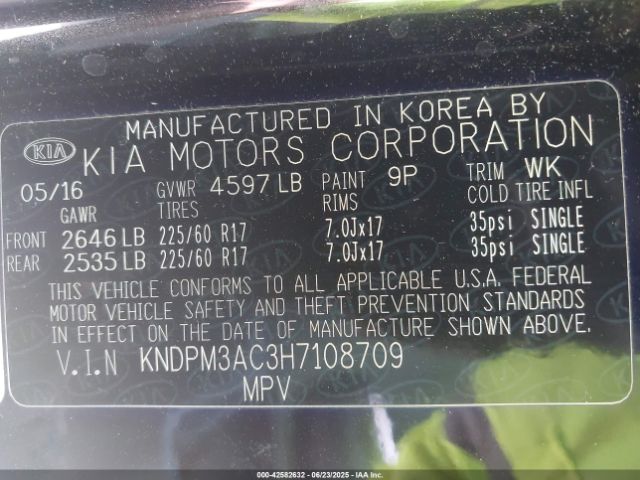 MANUFACTURED IN KOREA BY
KIA KIA MOTORS CORPORATION
05/16 GVWR 4597 LB PAINT 9P TRIM WK
GAWR TIRES RIMS COLD TIRE INFL
FRONT 2646 LB 225/60 R17 7.0Jx17 35psi SINGLE
REAR 2535 LB 225/60 R17 7.0Jx17 35psi SINGLE
THIS VEHICLE CONFORMS TO ALL APPLICABLE U.S.A. FEDERAL
MOTOR VEHICLE SAFETY AND THEFT PREVENTION STANDARDS
IN EFFECT ON THE DATE OF MANUFACTURE SHOWN ABOVE.
V.I.N KNDPM3AC3H7108709
MPV
000-42582632 - 06/23/2025 - IAA Inc.